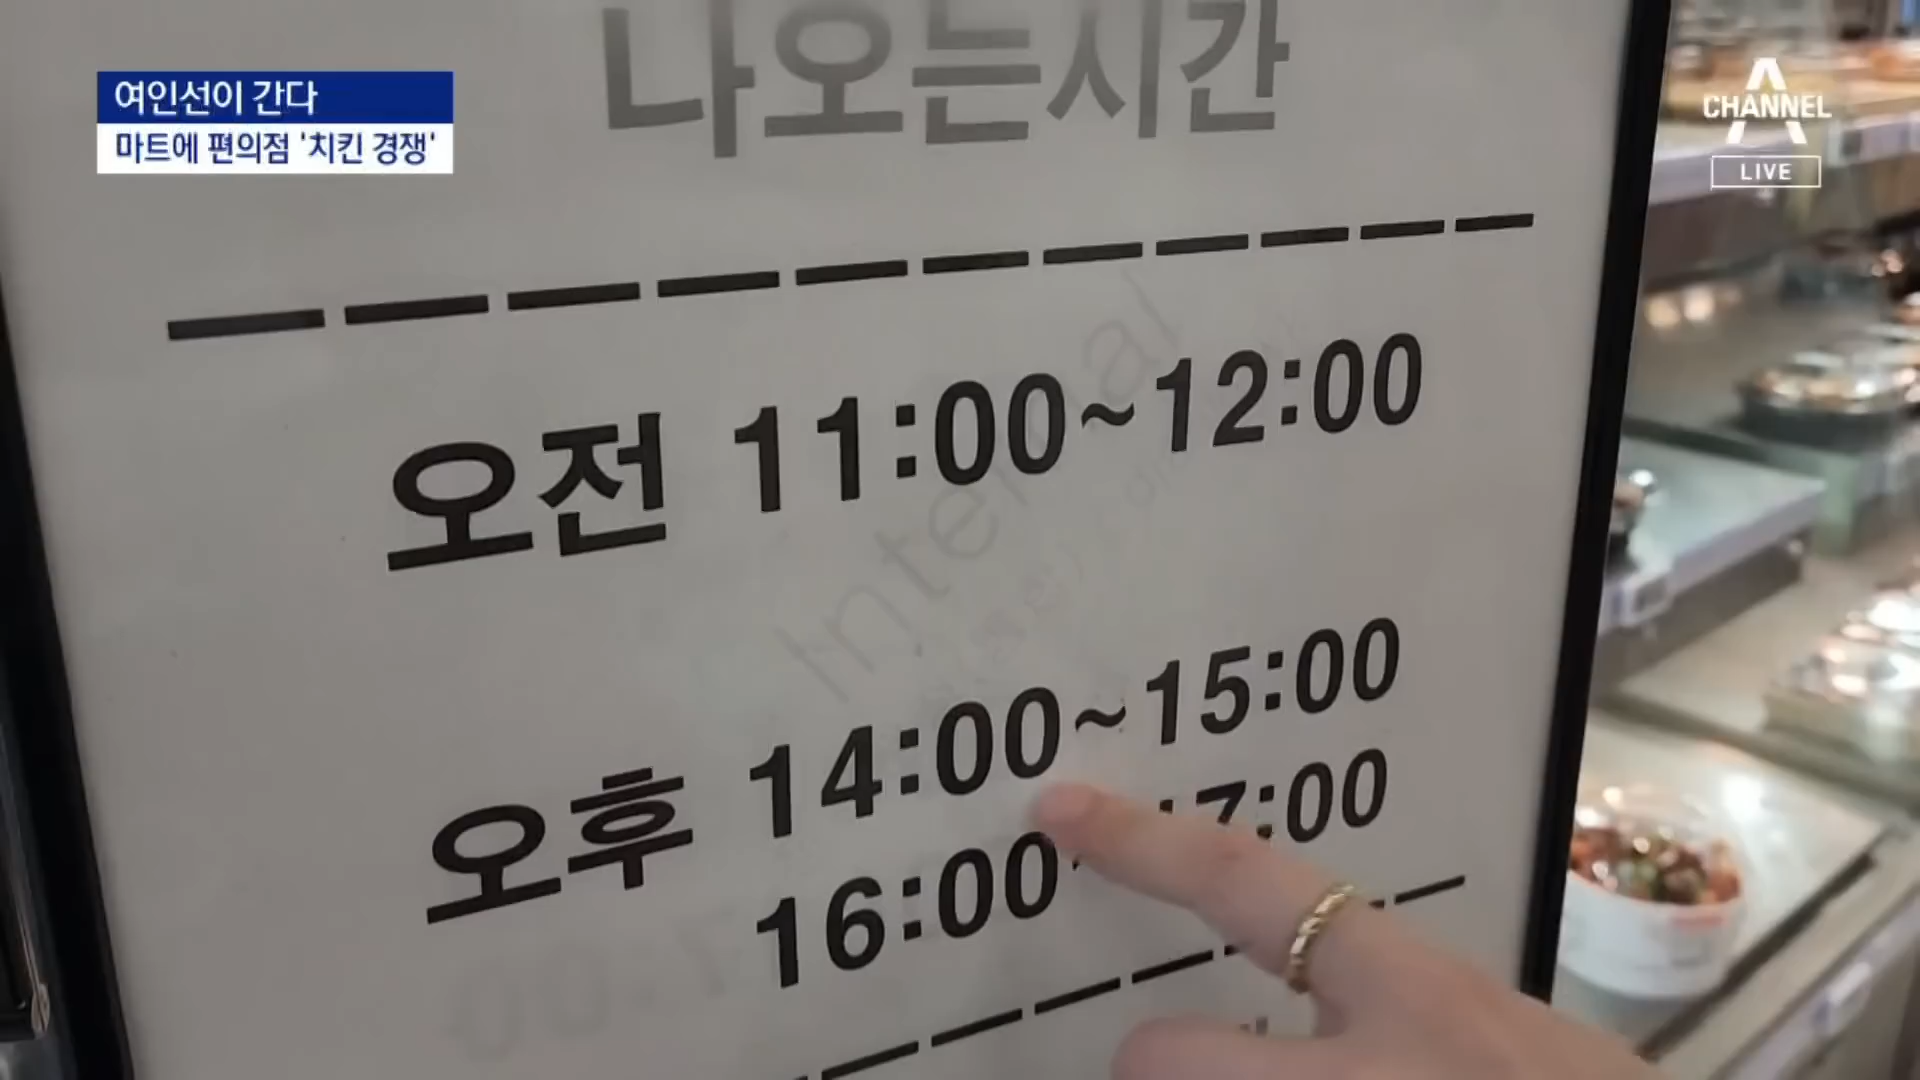 나오는시간
여인선이 간다
마트에 편의점 '치킨 경쟁'
CHANNEL A
LIVE
오전 11:00~12:00
Internal
오후 14:00~15:00
16:00~17:00